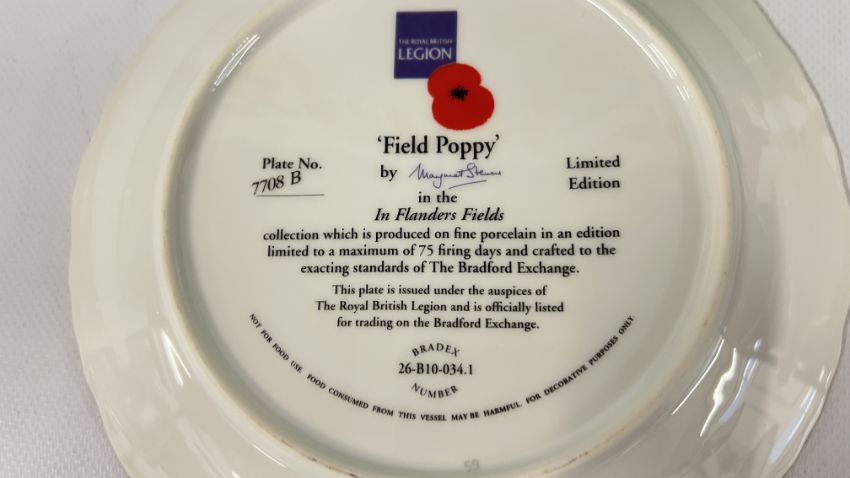 THE ROYAL BRITISH
LEGION
'Field Poppy'
Plate No.
7708 B
by Margaret Stevens
Limited
Edition
in the
In Flanders Fields
collection which is produced on fine porcelain in an edition
limited to a maximum of 75 firing days and crafted to the
exacting standards of The Bradford Exchange.
This plate is issued under the auspices of
The Royal British Legion and is officially listed
for trading on the Bradford Exchange.
BRADEX
26-B10-034.1
NUMBER
NOT FOR FOOD USE. FOOD CONSUMED FROM THIS VESSEL MAY BE HARMFUL. FOR DECORATIVE PURPOSES ONLY.
59